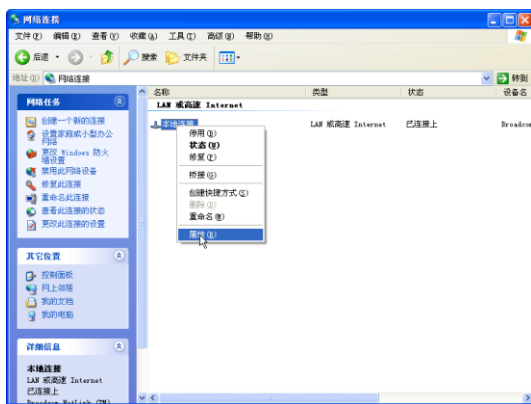 网络连接
文件(F) 编辑(E) 查看(V) 收藏(A) 工具(T) 高级(N) 帮助(H)
后退 搜索 文件夹
地址(D) 网络连接 转到
名称 类型 状态 设备名
LAN 或高速 Internet
本地连接 LAN 或高速 Internet 已连接上 Broadcom
停用(B)
状态(U)
修复(P)
桥接(G)
创建快捷方式(S)
删除(D)
重命名(M)
属性(R)
网络任务
创建一个新的连接
设置家庭或小型办公
网络
更改 Windows 防火
墙设置
禁用此网络设备
修复此连接
重命名此连接
查看此连接的状态
更改此连接的设置
其它位置
控制面板
网上邻居
我的文档
我的电脑
详细信息
本地连接
LAN 或高速 Internet
已连接上
Broadcom NetLink (TM)